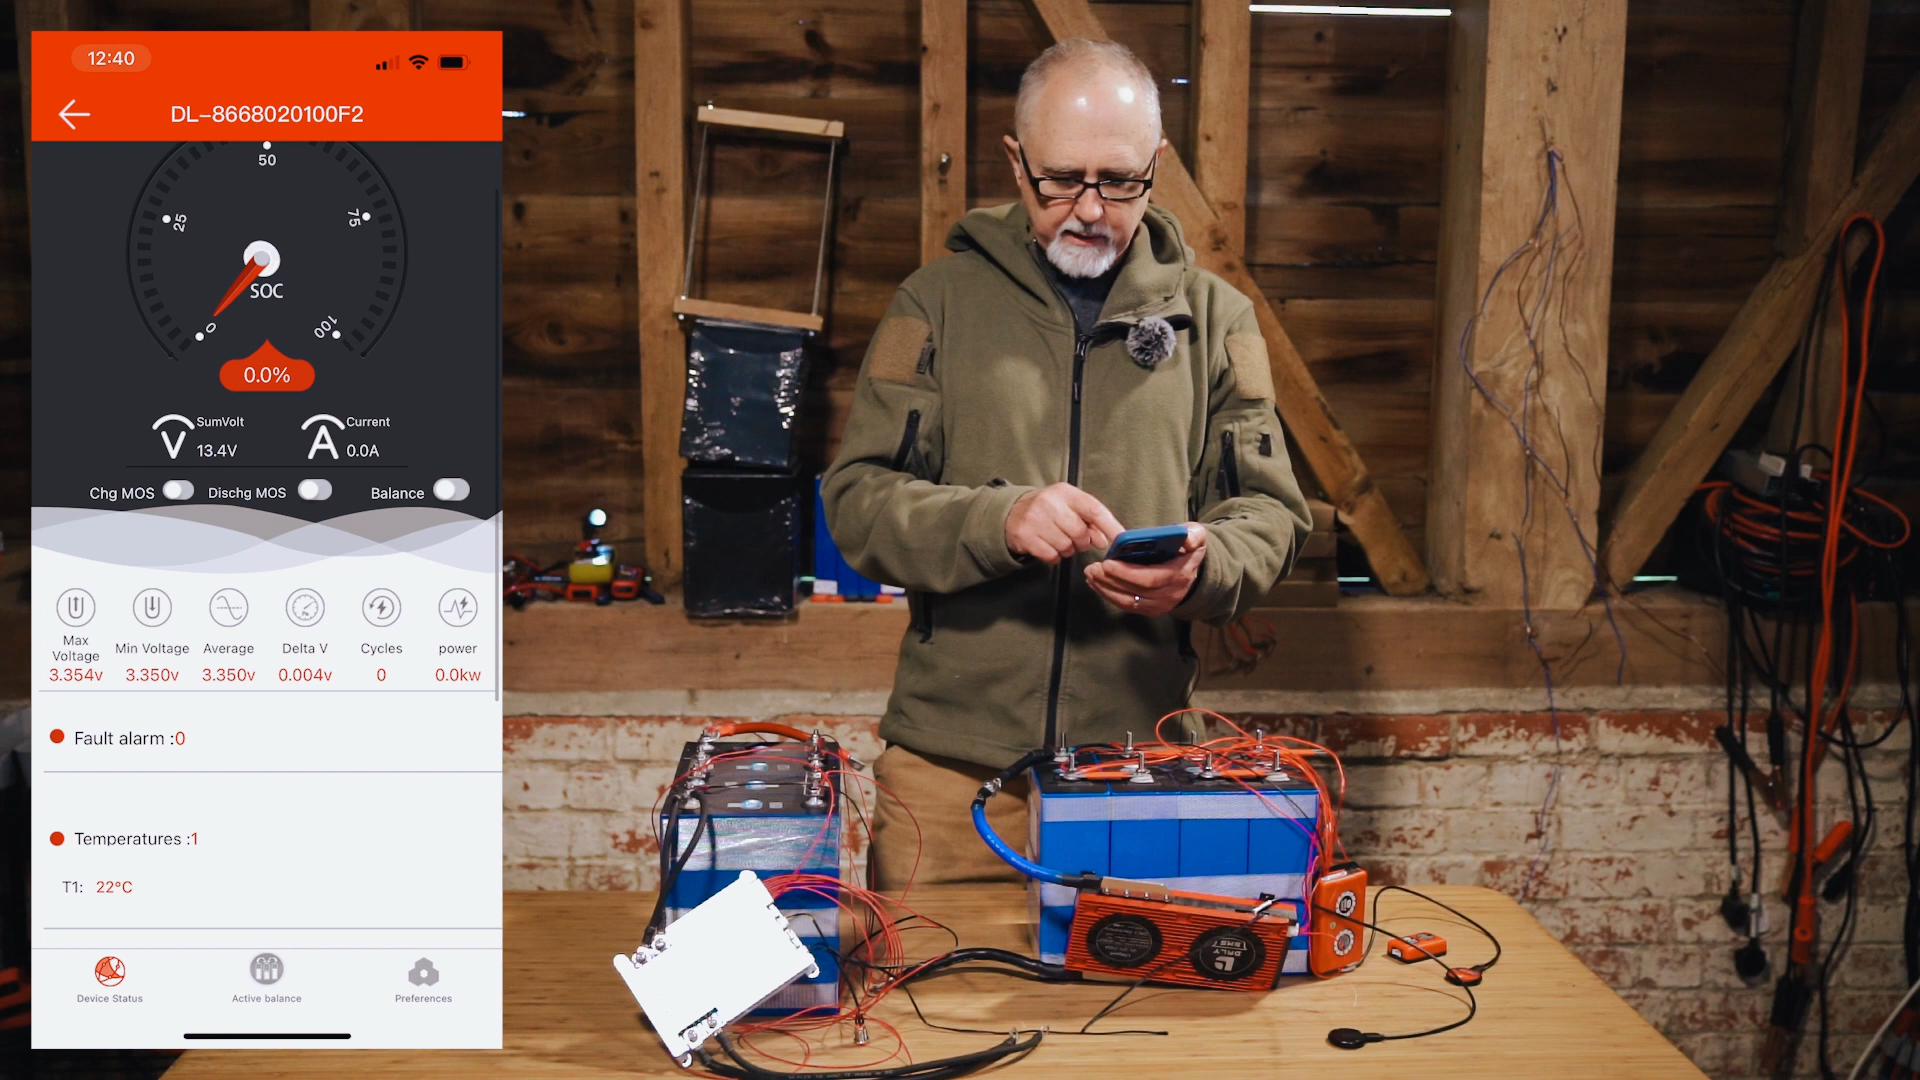 12:40
DL-8668020100F2
50
25
75
SOC
0
100
0.0%
SumVolt
13.4V
Current
0.0A
Chg MOS
Dischg MOS
Balance
Max Voltage
Min Voltage
Average
Delta V
Cycles
power
3.354v
3.350v
3.350v
0.004v
0
0.0kw
Fault alarm :0
Temperatures :1
T1: 22°C
Device Status
Active balance
Preferences
DALY
BMS